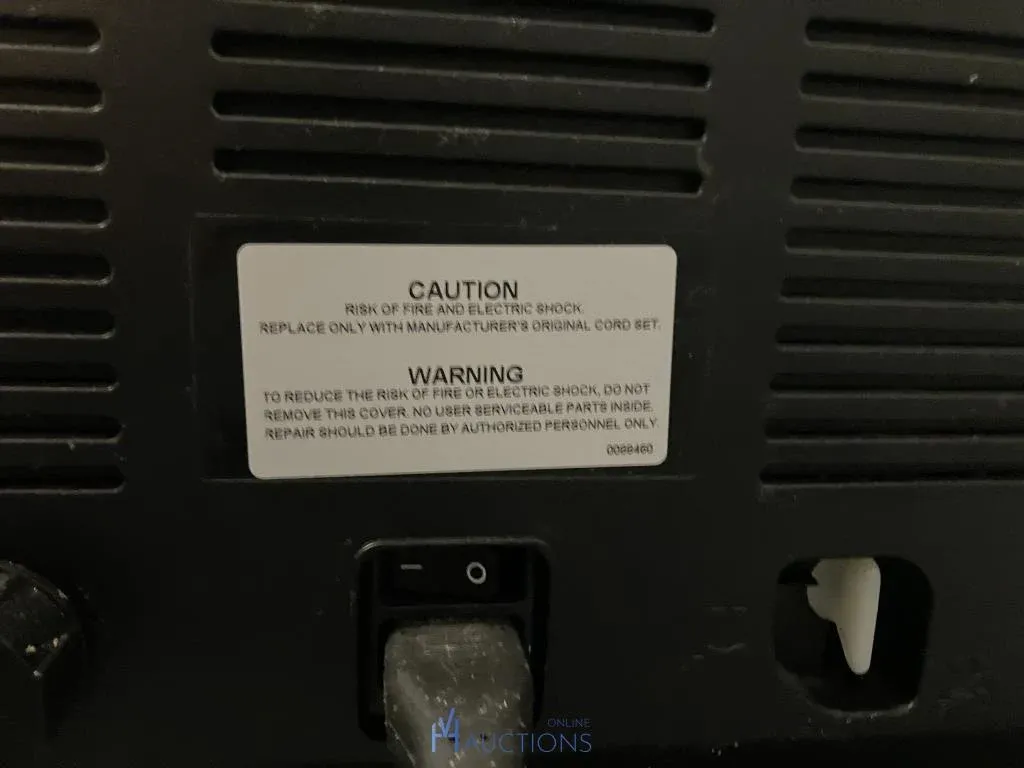 CAUTION
RISK OF FIRE AND ELECTRIC SHOCK.
REPLACE ONLY WITH MANUFACTURER'S ORIGINAL CORD SET.
WARNING
TO REDUCE THE RISK OF FIRE OR ELECTRIC SHOCK, DO NOT
REMOVE THIS COVER. NO USER SERVICEABLE PARTS INSIDE.
REPAIR SHOULD BE DONE BY AUTHORIZED PERSONNEL ONLY.
0099460
– O
ONLINE
HVAUCTIONS